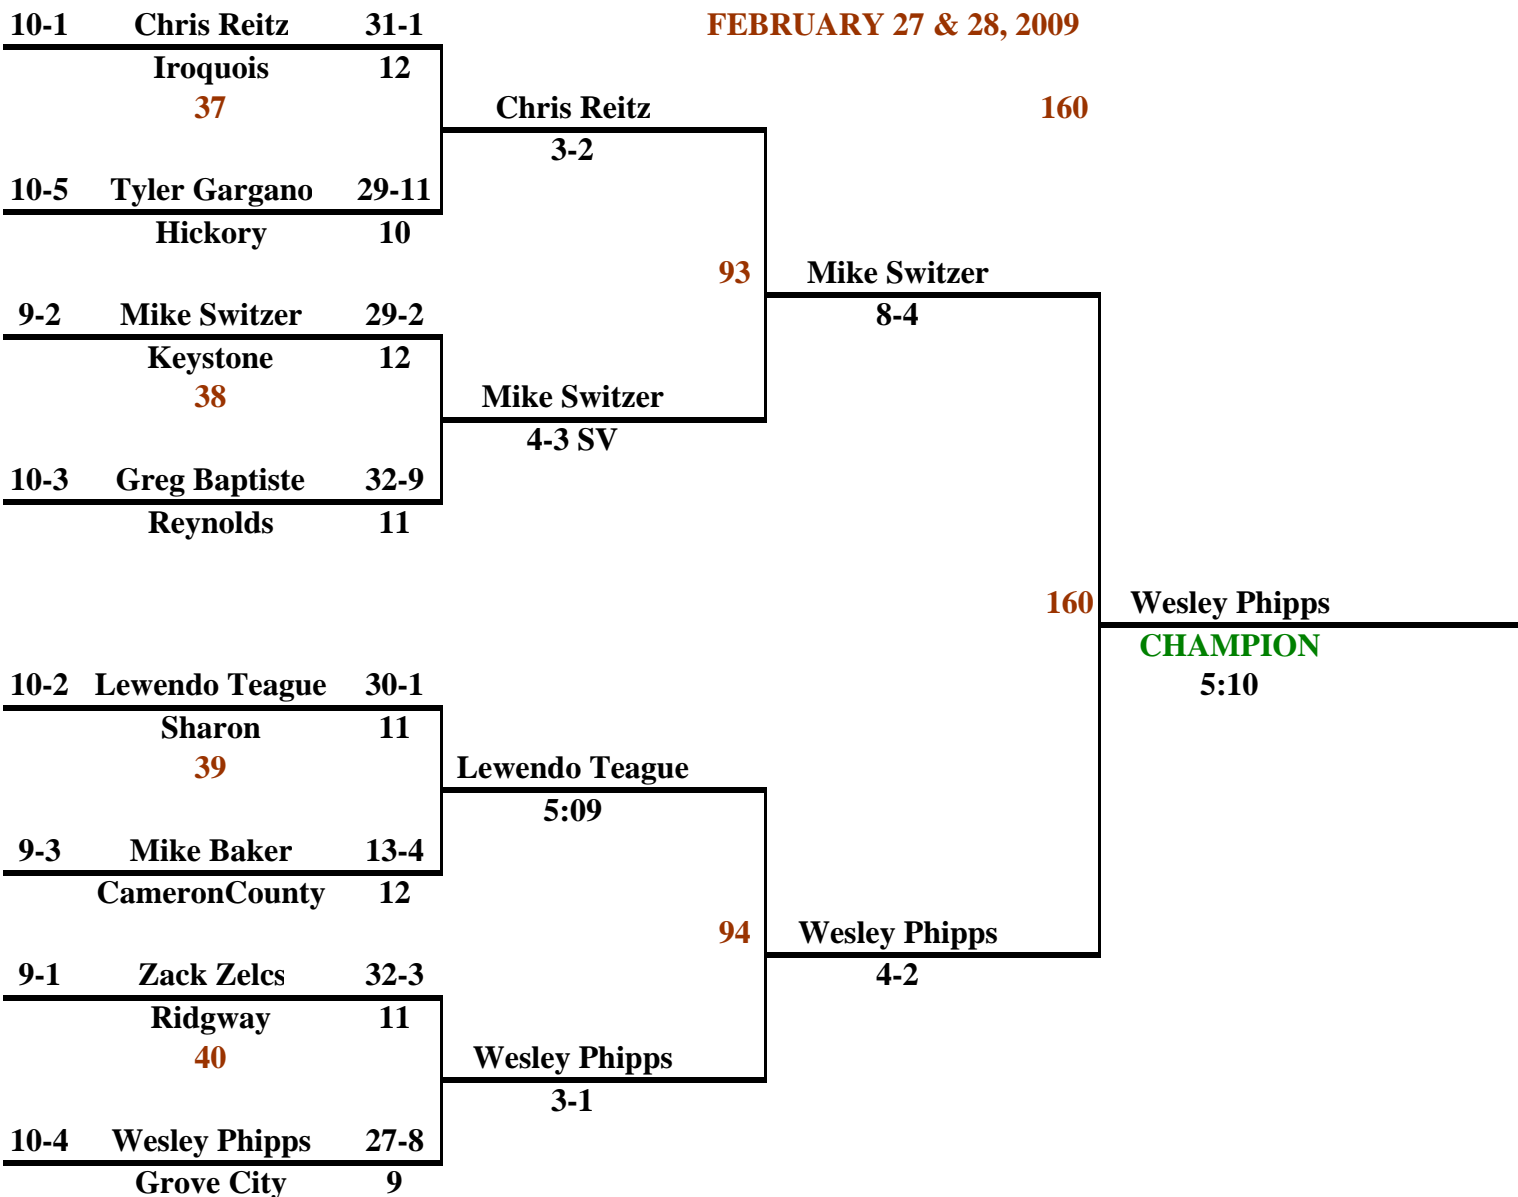 10-1 Chris Reitz 31-1 FEBRUARY 27 & 28, 2009
Iroquois 12
37 Chris Reitz 160
3-2
10-5 Tyler Gargano 29-11
Hickory 10
93 Mike Switzer
9-2 Mike Switzer 29-2 8-4
Keystone 12
38 Mike Switzer
4-3 SV
10-3 Greg Baptiste 32-9
Reynolds 11
160 Wesley Phipps
CHAMPION
10-2 Lewendo Teague 30-1 5:10
Sharon 11
39 Lewendo Teague
5:09
9-3 Mike Baker 13-4
CameronCounty 12
94 Wesley Phipps
9-1 Zack Zelcs 32-3 4-2
Ridgway 11
40 Wesley Phipps
3-1
10-4 Wesley Phipps 27-8
Grove City 9